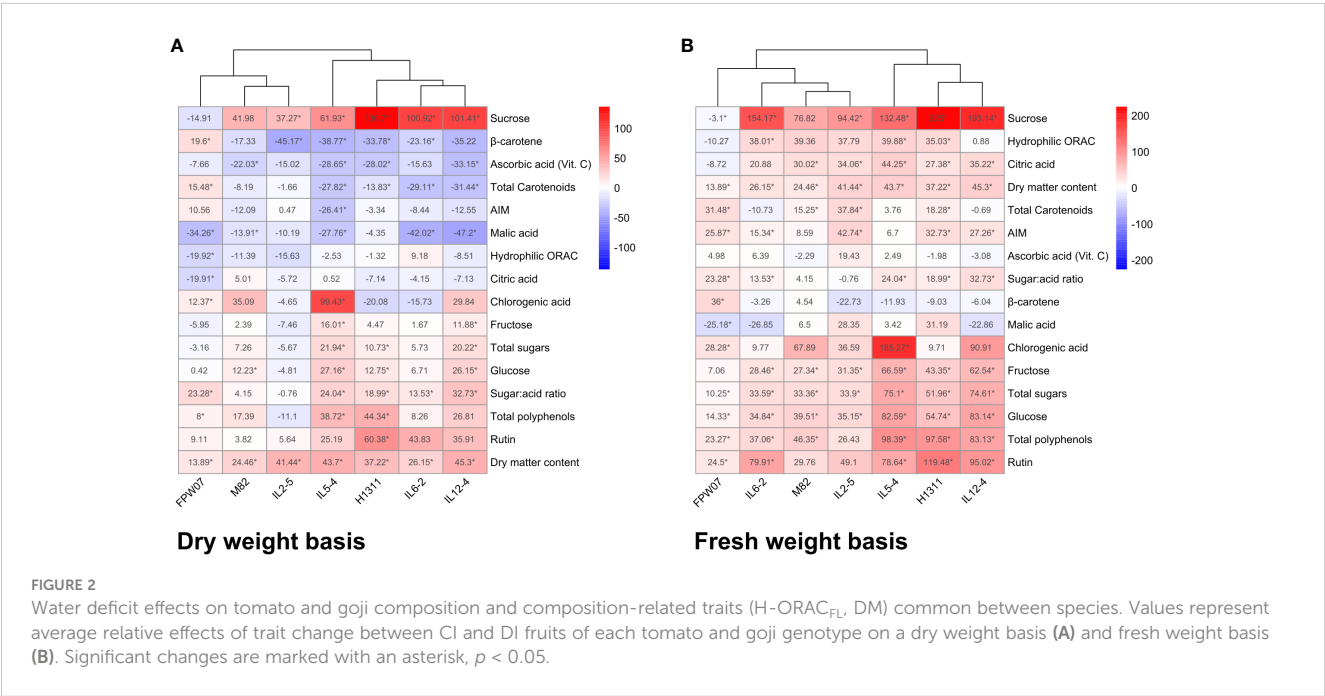 A
B
-14.91 41.98 37.27* 61.93* 100.92* 101.41* Sucrose
19.6* -17.33 -45.17* -38.77* -33.78* -23.16* -35.22 β-carotene
-7.66 -22.03* -15.02 -28.65* -28.02* -15.63 -33.15* Ascorbic acid (Vit. C)
15.48* -8.19 -1.66 -27.82* -13.83* -29.11* -31.44* Total Carotenoids
10.56 -12.09 0.47 -26.41* -3.34 -8.44 -12.55 AIM
-34.26* -13.91* -10.19 -27.76* -4.35 -42.02* -47.2* Malic acid
-19.92* -11.39 -15.63 -2.53 -1.32 9.18 -8.51 Hydrophilic ORAC
-19.91* 5.01 -5.72 0.52 -7.14 -4.15 -7.13 Citric acid
12.37* 35.09 -4.65 99.43* -20.08 -15.73 29.84 Chlorogenic acid
-5.95 2.39 -7.46 16.01* 4.47 1.67 11.88* Fructose
-3.16 7.26 -5.67 21.94* 10.73* 5.73 20.22* Total sugars
0.42 12.23* -4.81 27.16* 12.75* 6.71 26.15* Glucose
23.28* 4.15 -0.76 24.04* 18.99* 13.53* 32.73* Sugar:acid ratio
8* 17.39 -11.1 38.72* 44.34* 8.26 26.81 Total polyphenols
9.11 3.82 5.64 25.19 60.38* 43.83 35.91 Rutin
13.89* 24.46* 41.44* 43.7* 37.22* 26.15* 45.3* Dry matter content
FPW07 M82 IL2-5 IL5-4 H1311 IL6-2 IL12-4
100
50
0
-50
-100
Dry weight basis
-3.1* 154.17* 76.82 94.42* 132.48* 193.14* Sucrose
-10.27 38.01* 39.36 37.79 39.88* 35.03* 0.88 Hydrophilic ORAC
-8.72 20.88 30.02* 34.06* 44.25* 27.38* 35.22* Citric acid
13.89* 26.15* 24.46* 41.44* 43.7* 37.22* 45.3* Dry matter content
31.48* -10.73 15.25* 37.84* 3.76 18.28* -0.69 Total Carotenoids
25.87* 15.34* 8.59 42.74* 6.7 32.73* 27.26* AIM
4.98 6.39 -2.29 19.43 2.49 -1.98 -3.08 Ascorbic acid (Vit. C)
23.28* 13.53* 4.15 -0.76 24.04* 18.99* 32.73* Sugar:acid ratio
36* -3.26 4.54 -22.73 -11.93 -9.03 -6.04 β-carotene
-25.18* -26.85 6.5 28.35 3.42 31.19 -22.86 Malic acid
28.28* 9.77 67.89 36.59 185.27* 9.71 90.91 Chlorogenic acid
7.06 28.46* 27.34* 31.35* 66.59* 43.35* 62.54* Fructose
10.25* 33.59* 33.36* 33.9* 75.1* 51.96* 74.61* Total sugars
14.33* 34.84* 39.51* 35.15* 82.59* 54.74* 83.14* Glucose
23.27* 37.06* 46.35* 26.43 98.39* 97.58* 83.13* Total polyphenols
24.5* 79.91* 29.76 49.1 78.64* 119.48* 95.02* Rutin
FPW07 IL6-2 M82 IL2-5 IL5-4 H1311 IL12-4
200
100
0
-100
-200
Fresh weight basis
FIGURE 2
Water deficit effects on tomato and goji composition and composition-related traits (H-ORACFL, DM) common between species. Values represent
average relative effects of trait change between CI and DI fruits of each tomato and goji genotype on a dry weight basis (A) and fresh weight basis
(B). Significant changes are marked with an asterisk, p < 0.05.